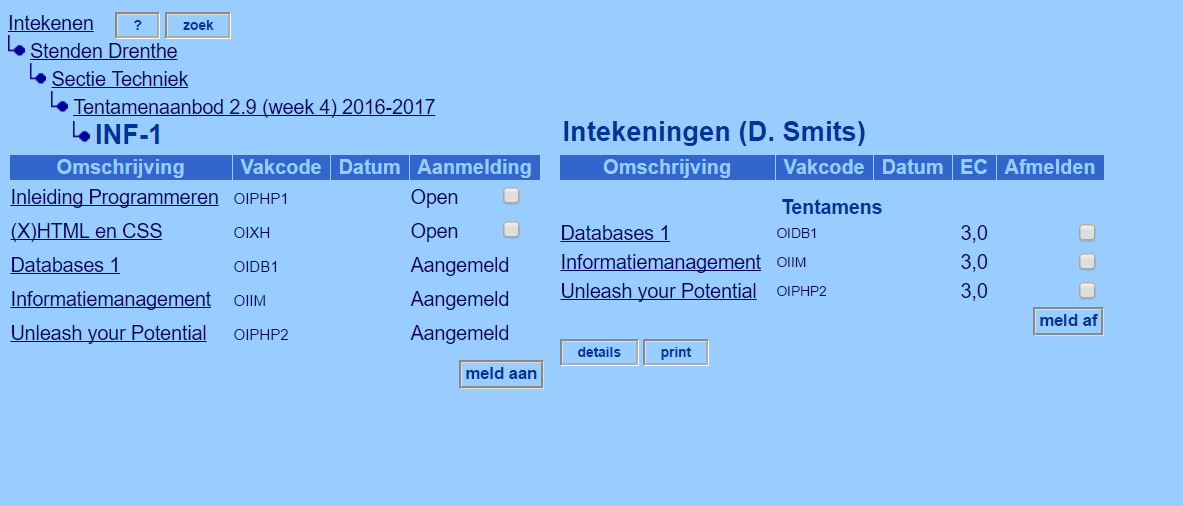 Intekenen ? zoek
Stenden Drenthe
Sectie Techniek
Tentamenaanbod 2.9 (week 4) 2016-2017
INF-1
Omschrijving Vakcode Datum Aanmelding
Inleiding Programmeren OIPHP1 Open
(X)HTML en CSS OIXH Open
Databases 1 OIDB1 Aangemeld
Informatiemanagement OIIM Aangemeld
Unleash your Potential OIPHP2 Aangemeld
meld aan
Intekeningen (D. Smits)
Omschrijving Vakcode Datum EC Afmelden
Tentamens
Databases 1 OIDB1 3,0
Informatiemanagement OIIM 3,0
Unleash your Potential OIPHP2 3,0
meld af
details print